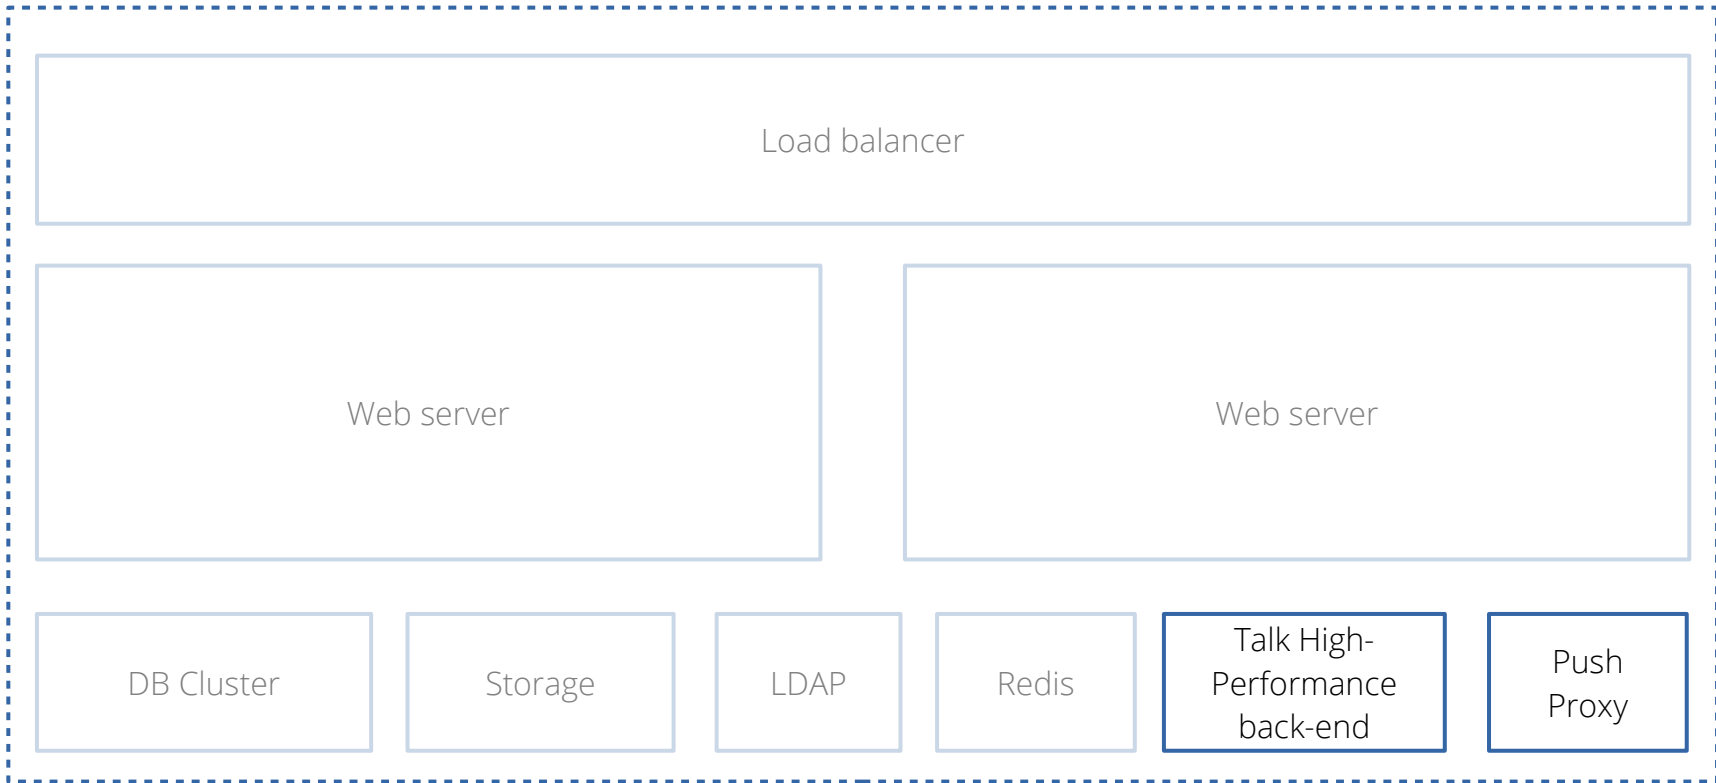 Load balancer
Web server
Web server
DB Cluster
Storage
LDAP
Redis
Talk High-
Performance
back-end
Push
Proxy